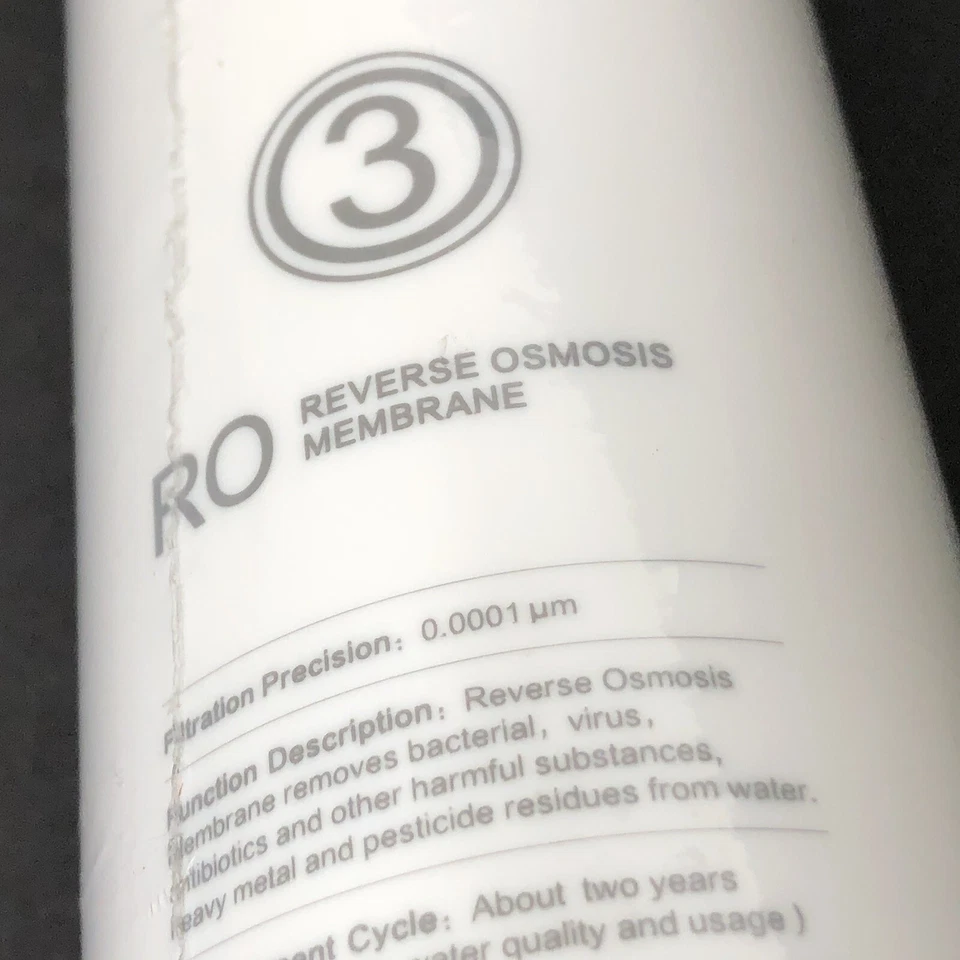 3
RO
REVERSE OSMOSIS
MEMBRANE
Filtration Precision: 0.0001 µm
Function Description: Reverse Osmosis
Membrane removes bacterial, virus,
antibiotics and other harmful substances,
heavy metal and pesticide residues from water.
Cycle: About two years
water quality and usage)